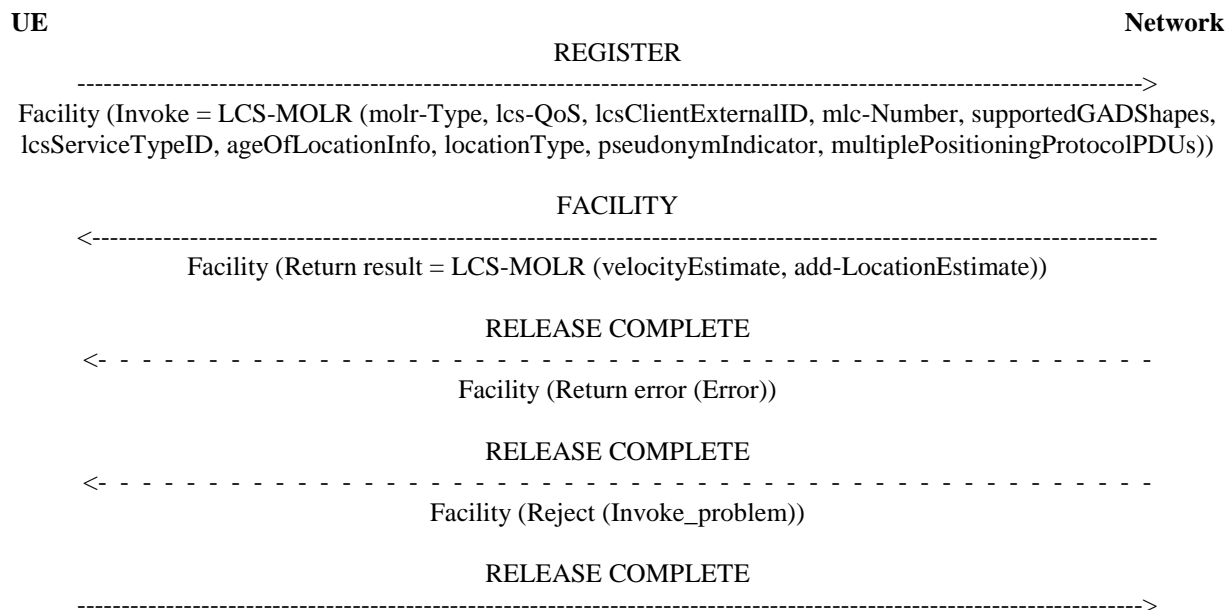 UE Network
REGISTER
------------------------------------------------------------------------------------------------------------------------>
Facility (Invoke = LCS-MOLR (molr-Type, lcs-QoS, lcsClientExternalID, mlc-Number, supportedGADShapes,
lcsServiceTypeID, ageOfLocationInfo, locationType, pseudonymIndicator, multiplePositioningProtocolPDUs))
FACILITY
<------------------------------------------------------------------------------------------------------------------------
Facility (Return result = LCS-MOLR (velocityEstimate, add-LocationEstimate))
RELEASE COMPLETE
<- - - - - - - - - - - - - - - - - - - - - - - - - - - - - - - - - - - - - - - - - - - - - - - -
Facility (Return error (Error))
RELEASE COMPLETE
<- - - - - - - - - - - - - - - - - - - - - - - - - - - - - - - - - - - - - - - - - - - - - - - -
Facility (Reject (Invoke_problem))
RELEASE COMPLETE
------------------------------------------------------------------------------------------------------------------------>